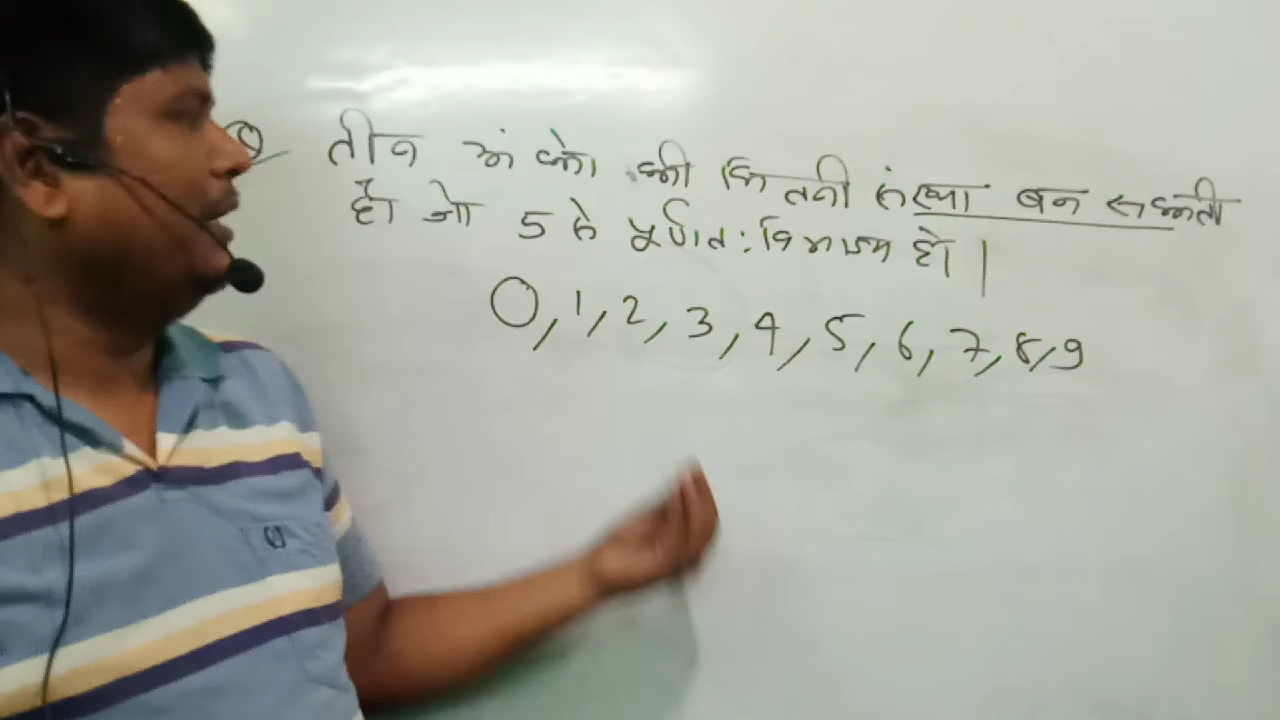 Q तीन अंको की कितनी संख्या बन सकती
है जो 5 से पूर्णत: विभाज्य हो।
0, 1, 2, 3, 4, 5, 6, 7, 8, 9